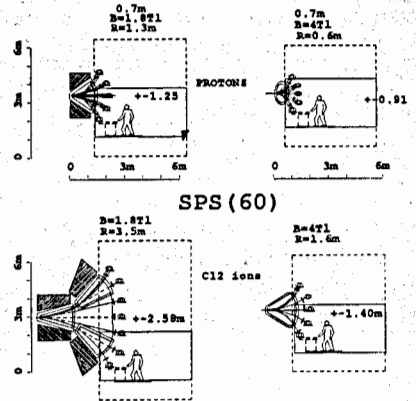 0.7m
B=1.8Tl
R=1.3m
0.7m
B=4Tl
R=0.6m
6m
3m
0
PROTONS
+-1.25
+-0.91
0 3m 6m
0 3m 6m
SPS(60)
B=1.8Tl
R=3.5m
B=4Tl
R=1.6m
6m
3m
0
C12 ions
+-2.58m
+-1.40m